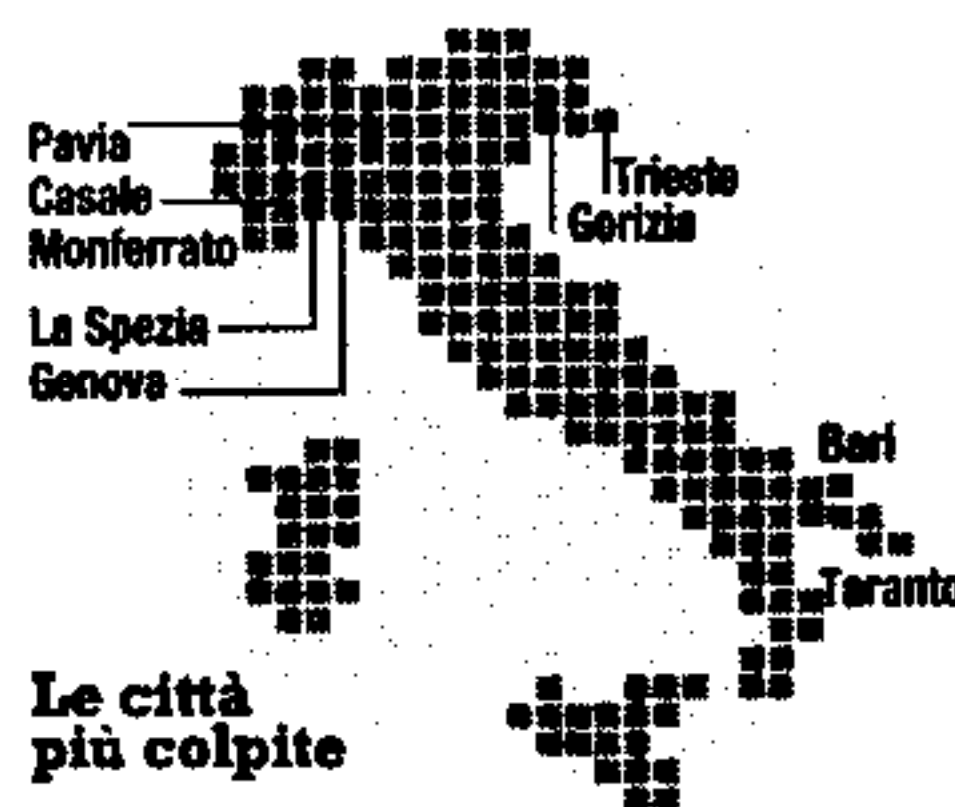 Pavia
Casale
Monferrato
La Spezia
Genova
Trieste
Gorizia
Bari
Taranto
Le città
più colpite